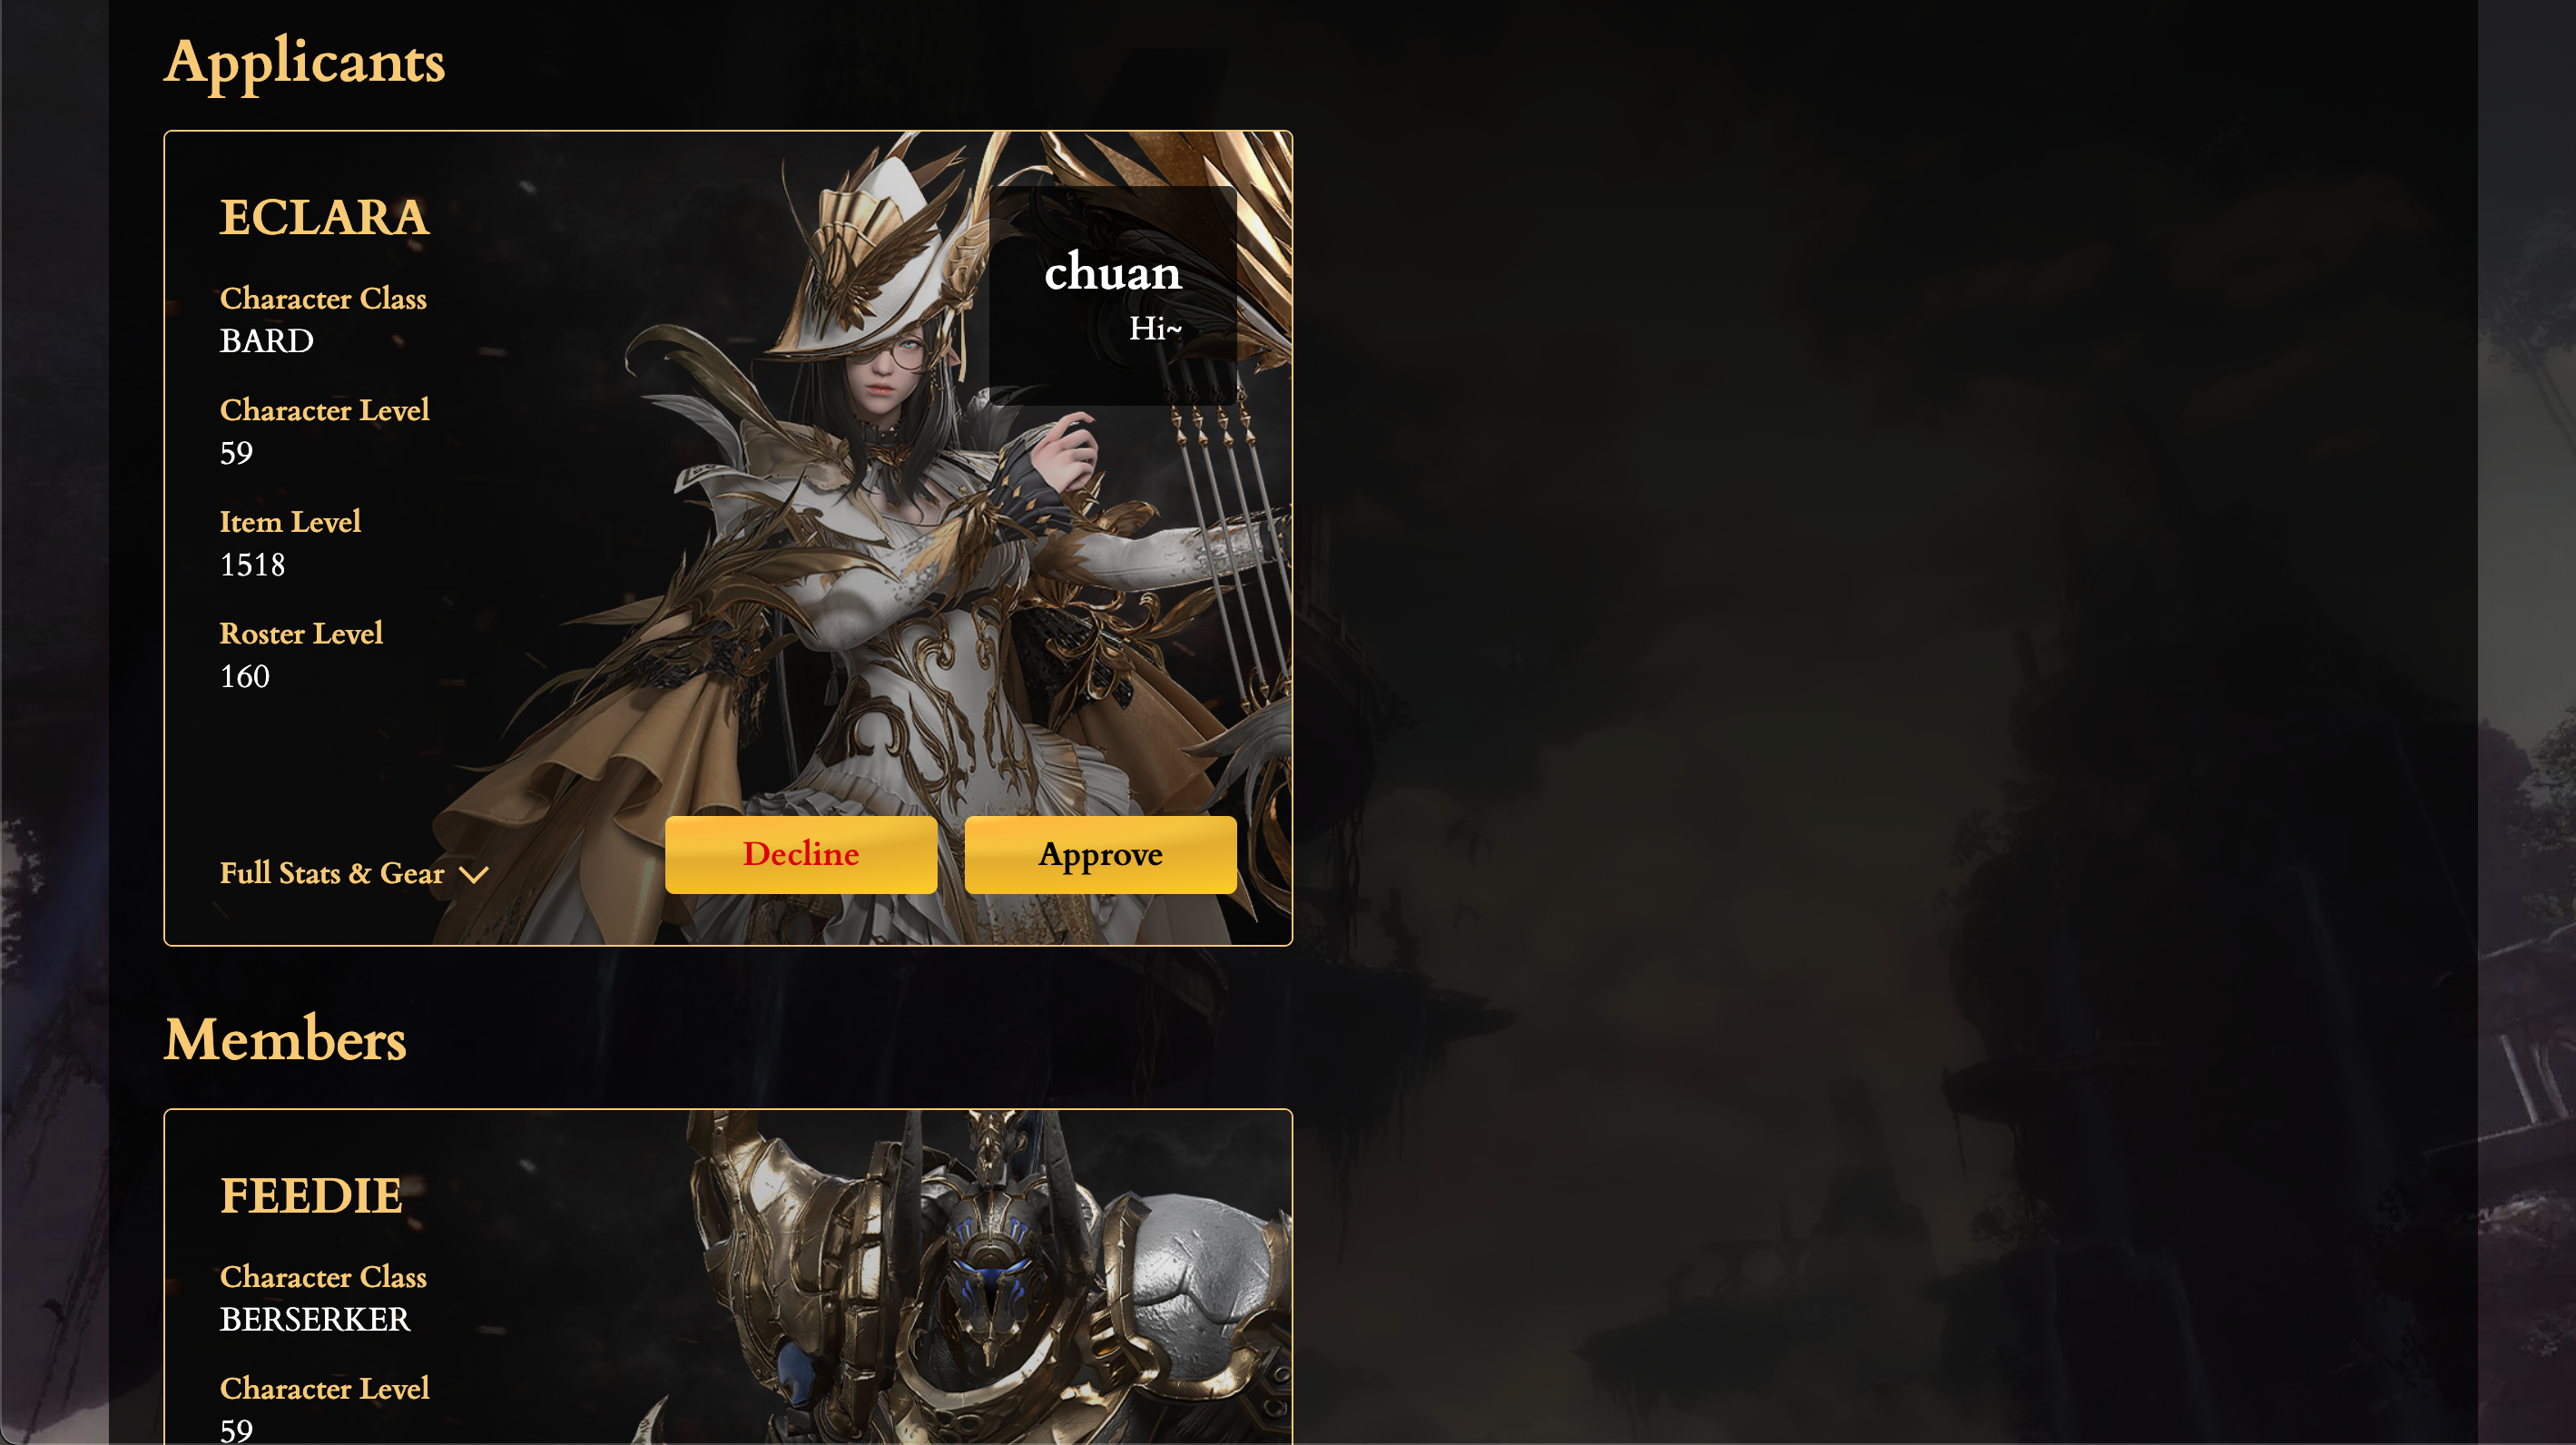 Applicants
ECLARA
Character Class
BARD
Character Level
59
Item Level
1518
Roster Level
160
Full Stats & Gear
chuan
Hi~
Decline
Approve
Members
FEEDIE
Character Class
BERSERKER
Character Level
59